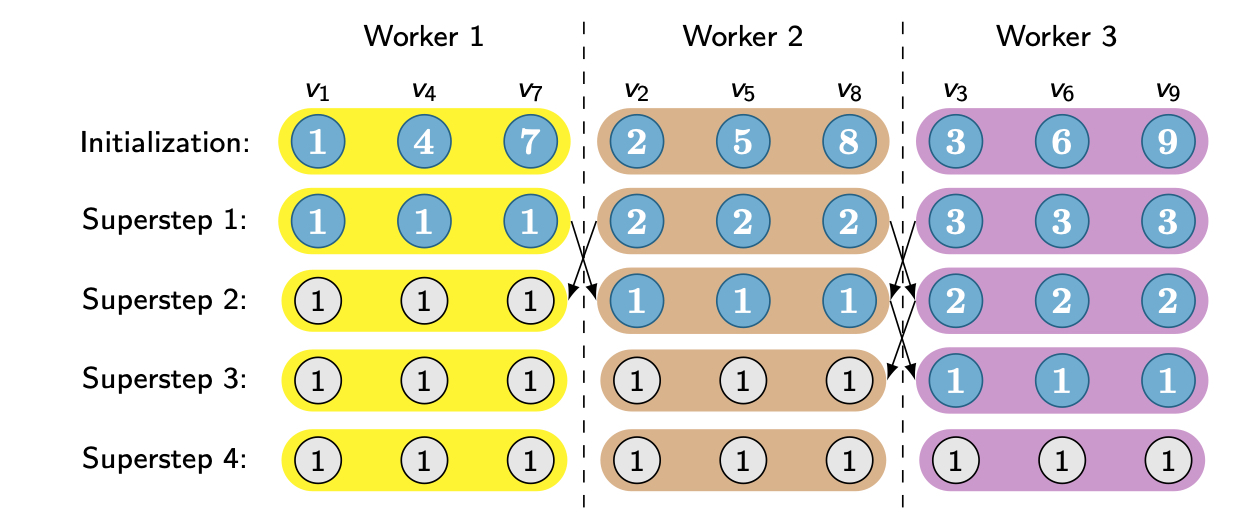 Worker 1 Worker 2 Worker 3
v1 v4 v7 v2 v5 v8 v3 v6 v9
Initialization: 1 4 7 2 5 8 3 6 9
Superstep 1: 1 1 1 2 2 2 3 3 3
Superstep 2: 1 1 1 1 1 1 2 2 2
Superstep 3: 1 1 1 1 1 1 1 1 1
Superstep 4: 1 1 1 1 1 1 1 1 1